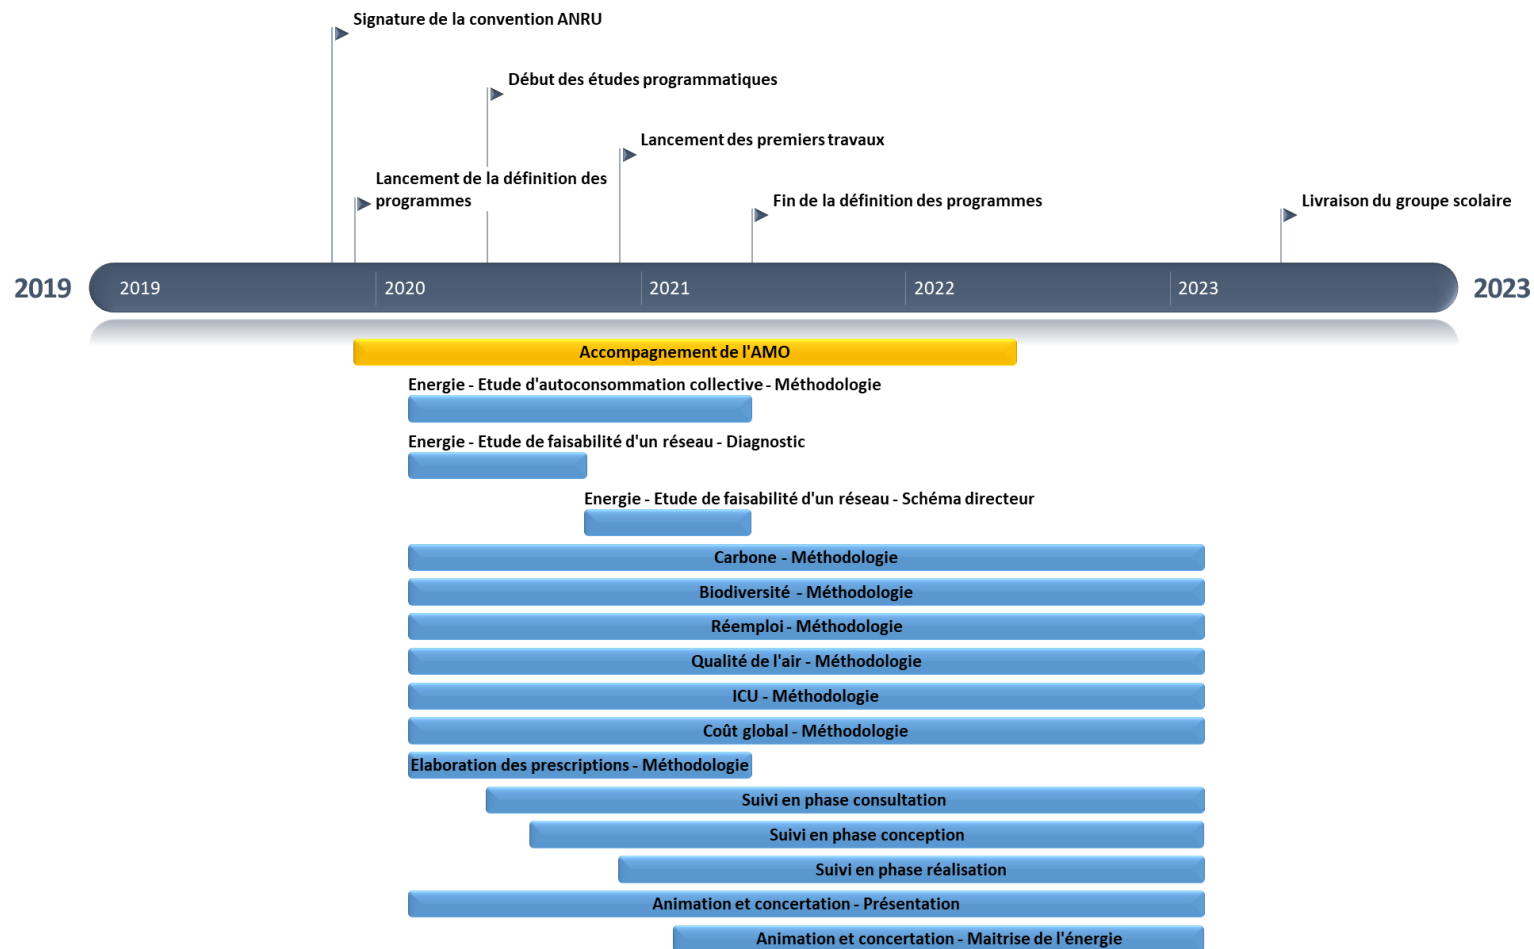 Signature de la convention ANRU
Début des études programmatiques
Lancement des premiers travaux
Lancement de la définition des
programmes
Fin de la définition des programmes
Livraison du groupe scolaire
2019
2019
2020
2021
2022
2023
2023
Accompagnement de l'AMO
Energie - Etude d'autoconsommation collective - Méthodologie
Energie - Etude de faisabilité d'un réseau - Diagnostic
Energie - Etude de faisabilité d'un réseau - Schéma directeur
Carbone - Méthodologie
Biodiversité - Méthodologie
Réemploi - Méthodologie
Qualité de l'air - Méthodologie
ICU - Méthodologie
Coût global - Méthodologie
Elaboration des prescriptions - Méthodologie
Suivi en phase consultation
Suivi en phase conception
Suivi en phase réalisation
Animation et concertation - Présentation
Animation et concertation - Maitrise de l'énergie